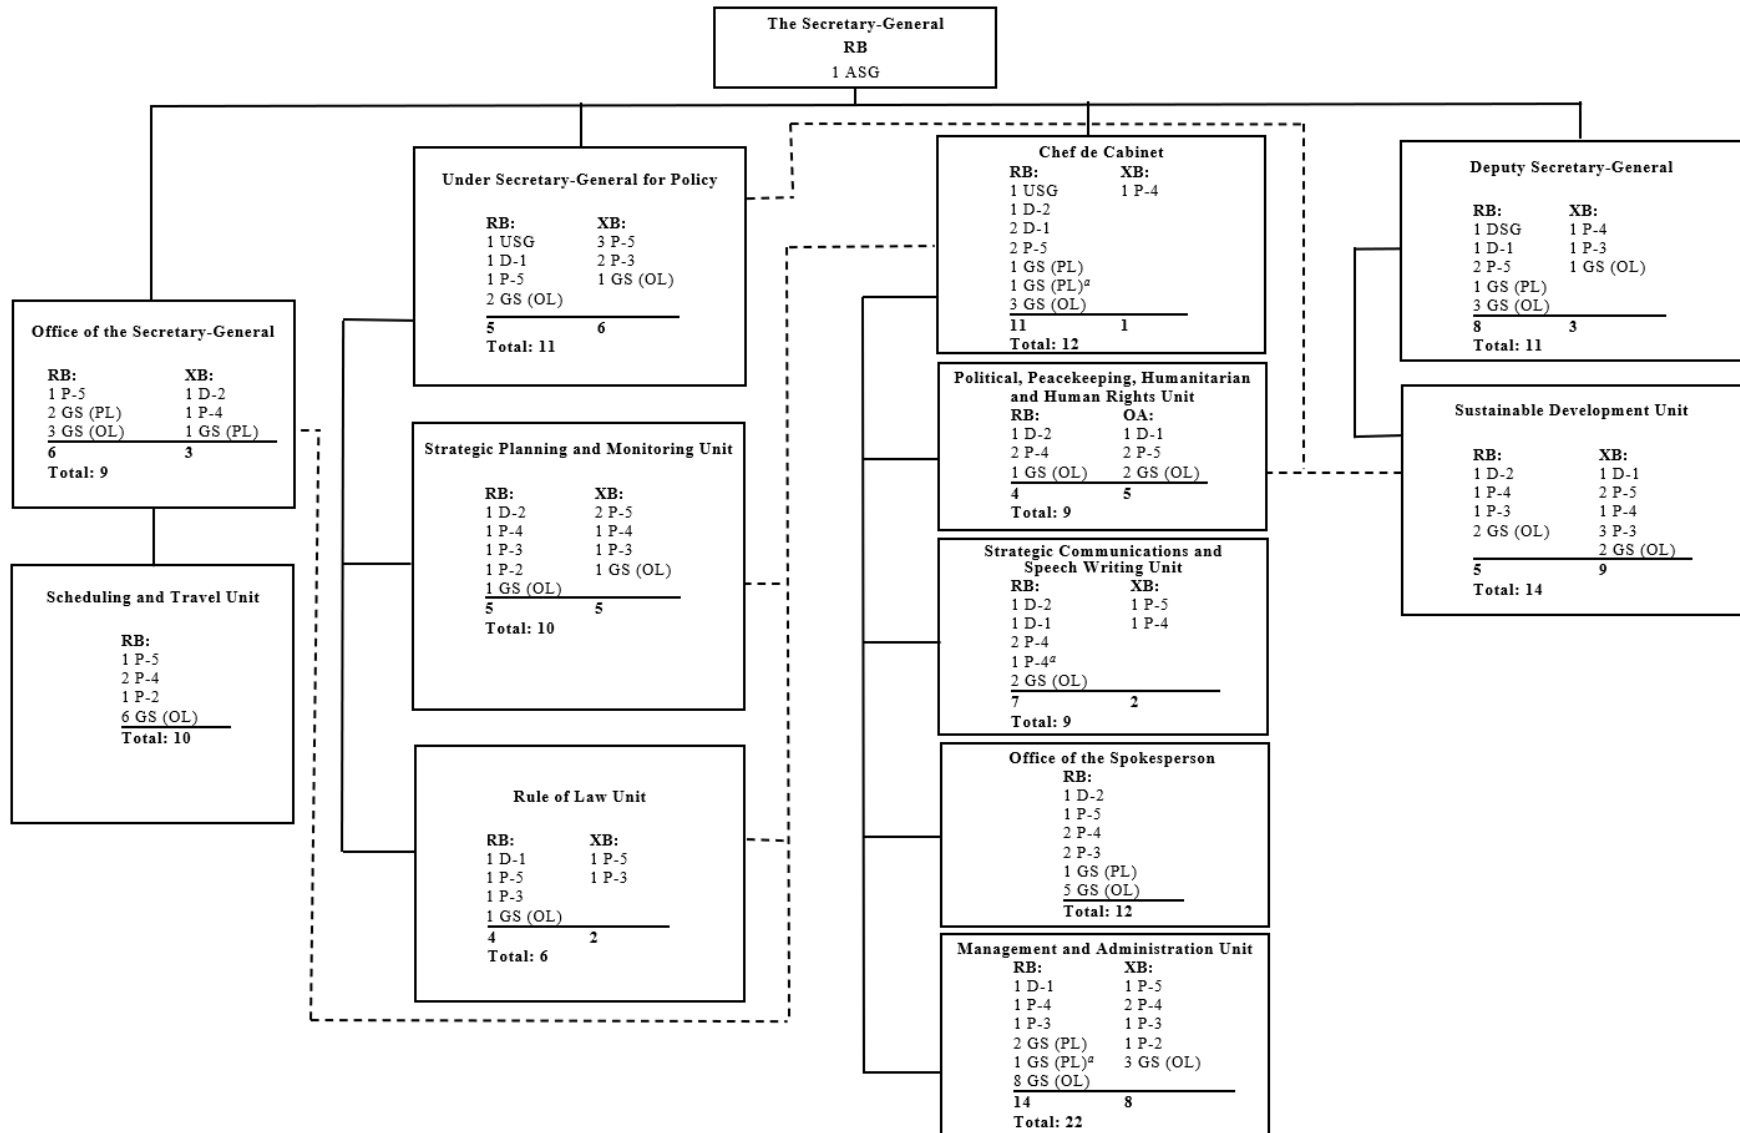 The Secretary-General
RB
1 ASG
Office of the Secretary-General
RB: XB:
1 P-5 1 D-2
2 GS (PL) 1 P-4
3 GS (OL) 1 GS (PL)
6 3
Total: 9
Scheduling and Travel Unit
RB:
1 P-5
2 P-4
1 P-2
6 GS (OL)
Total: 10
Under Secretary-General for Policy
RB: XB:
1 USG 3 P-5
1 D-1 2 P-3
1 P-5 1 GS (OL)
2 GS (OL)
5 6
Total: 11
Strategic Planning and Monitoring Unit
RB: XB:
1 D-2 2 P-5
1 P-4 1 P-4
1 P-3 1 P-3
1 P-2 1 GS (OL)
1 GS (OL)
5 5
Total: 10
Rule of Law Unit
RB: XB:
1 D-1 1 P-5
1 P-5 1 P-3
1 P-3
1 GS (OL)
4 2
Total: 6
Chef de Cabinet
RB: XB:
1 USG 1 P-4
1 D-2
2 D-1
2 P-5
1 GS (PL)
1 GS (PL)ᵃ
3 GS (OL)
11 1
Total: 12
Political, Peacekeeping, Humanitarian
and Human Rights Unit
RB: OA:
1 D-2 1 D-1
2 P-4 2 P-5
1 GS (OL) 2 GS (OL)
4 5
Total: 9
Strategic Communications and
Speech Writing Unit
RB: XB:
1 D-2 1 P-5
1 D-1 1 P-4
2 P-4
1 P-4ᵃ
2 GS (OL)
7 2
Total: 9
Office of the Spokesperson
RB:
1 D-2
1 P-5
2 P-4
2 P-3
1 GS (PL)
5 GS (OL)
Total: 12
Management and Administration Unit
RB: XB:
1 D-1 1 P-5
1 P-4 2 P-4
1 P-3 1 P-3
2 GS (PL) 1 P-2
1 GS (PL)ᵃ 3 GS (OL)
8 GS (OL)
14 8
Total: 22
Deputy Secretary-General
RB: XB:
1 DSG 1 P-4
1 D-1 1 P-3
2 P-5 1 GS (OL)
1 GS (PL)
3 GS (OL)
8 3
Total: 11
Sustainable Development Unit
RB: XB:
1 D-2 1 D-1
1 P-4 2 P-5
1 P-3 1 P-4
2 GS (OL) 3 P-3
2 GS (OL)
5 9
Total: 14